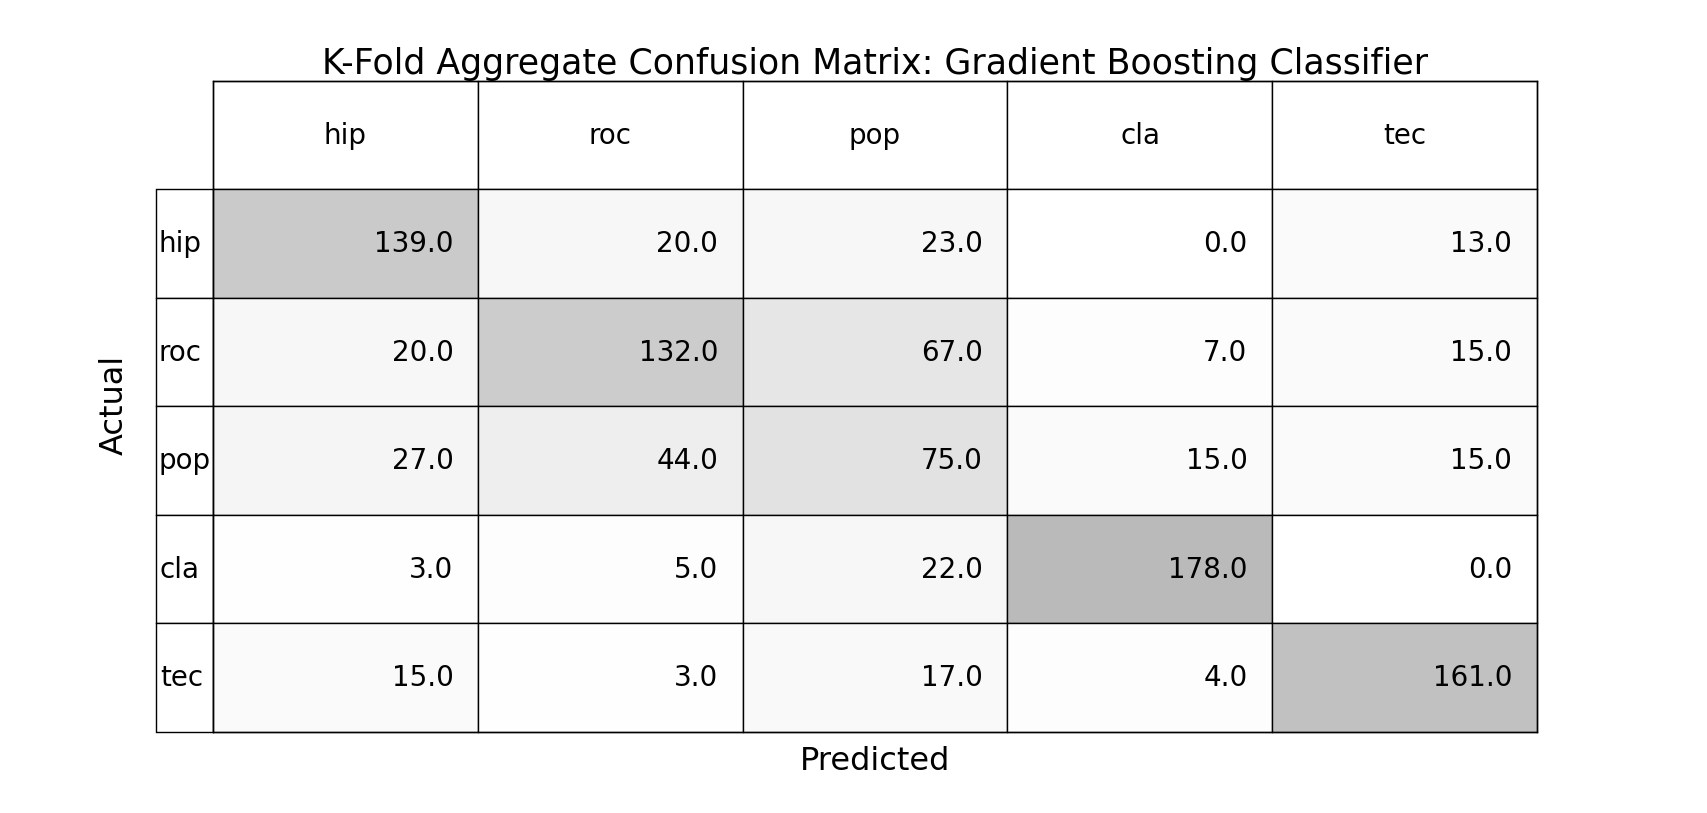 K-Fold Aggregate Confusion Matrix: Gradient Boosting Classifier
hip roc pop cla tec
hip 139.0 20.0 23.0 0.0 13.0
roc 20.0 132.0 67.0 7.0 15.0
pop 27.0 44.0 75.0 15.0 15.0
cla 3.0 5.0 22.0 178.0 0.0
tec 15.0 3.0 17.0 4.0 161.0
Actual
Predicted